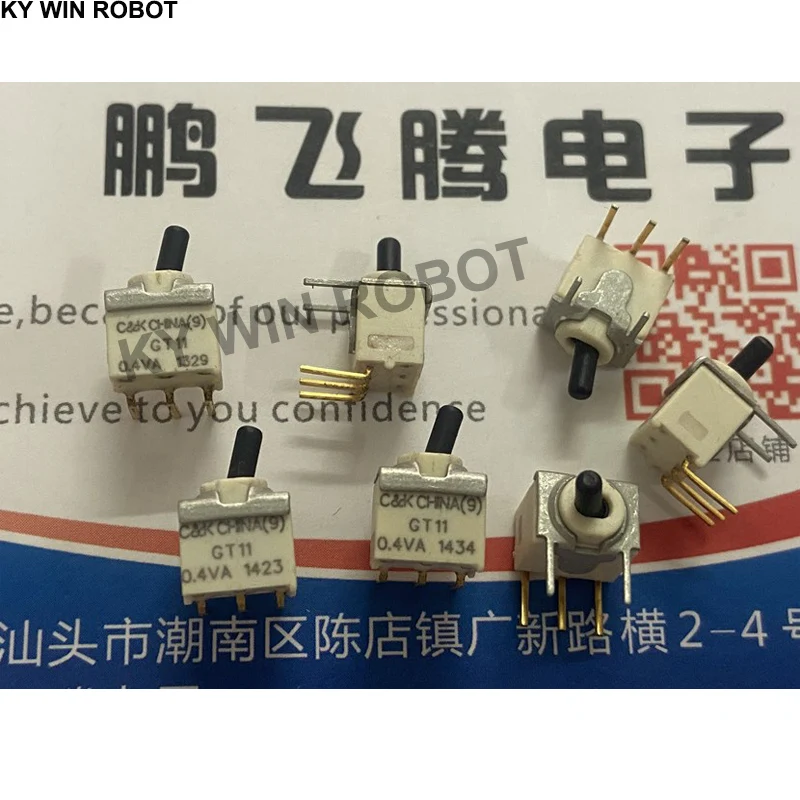 KY WIN ROBOT
鹏飞腾电子
e,because of our professional
chieve to you confidence
店铺
KY WIN ROBOT
C&K CHINA(9)
GT11
0.4VA 1329
C&K CHINA(9)
GT11
0.4VA 1423
C&K CHINA(9)
GT11
0.4VA 1434
汕头市潮南区陈店镇广新路横2-4号